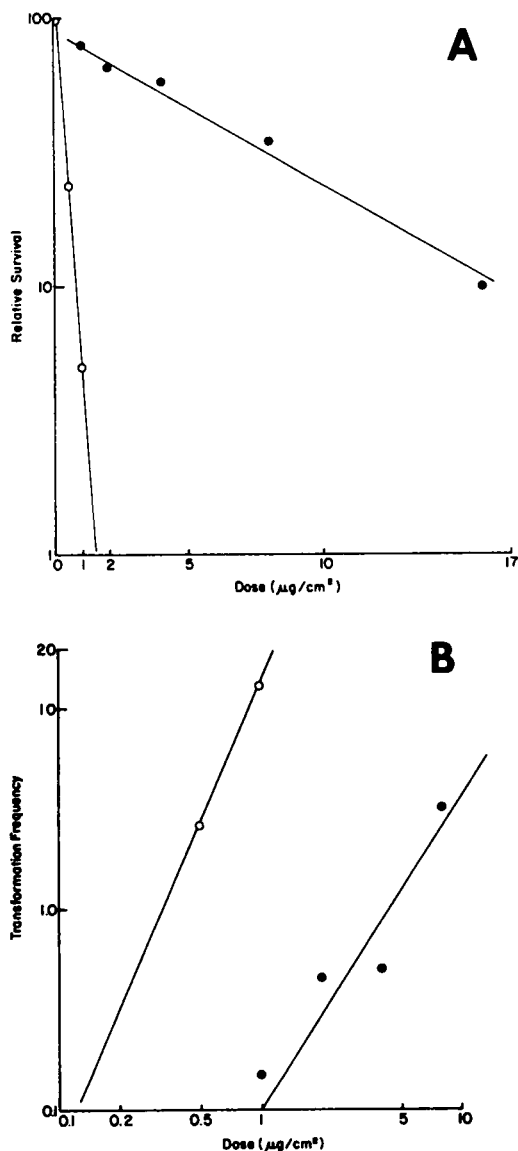 A
100
10
1
Relative Survival
0 1 2 5 10 17
Dose (μg/cm²)
B
20
10
1.0
0.1
Transformation Frequency
0.1 0.2 0.5 1 5 10
Dose (μg/cm²)